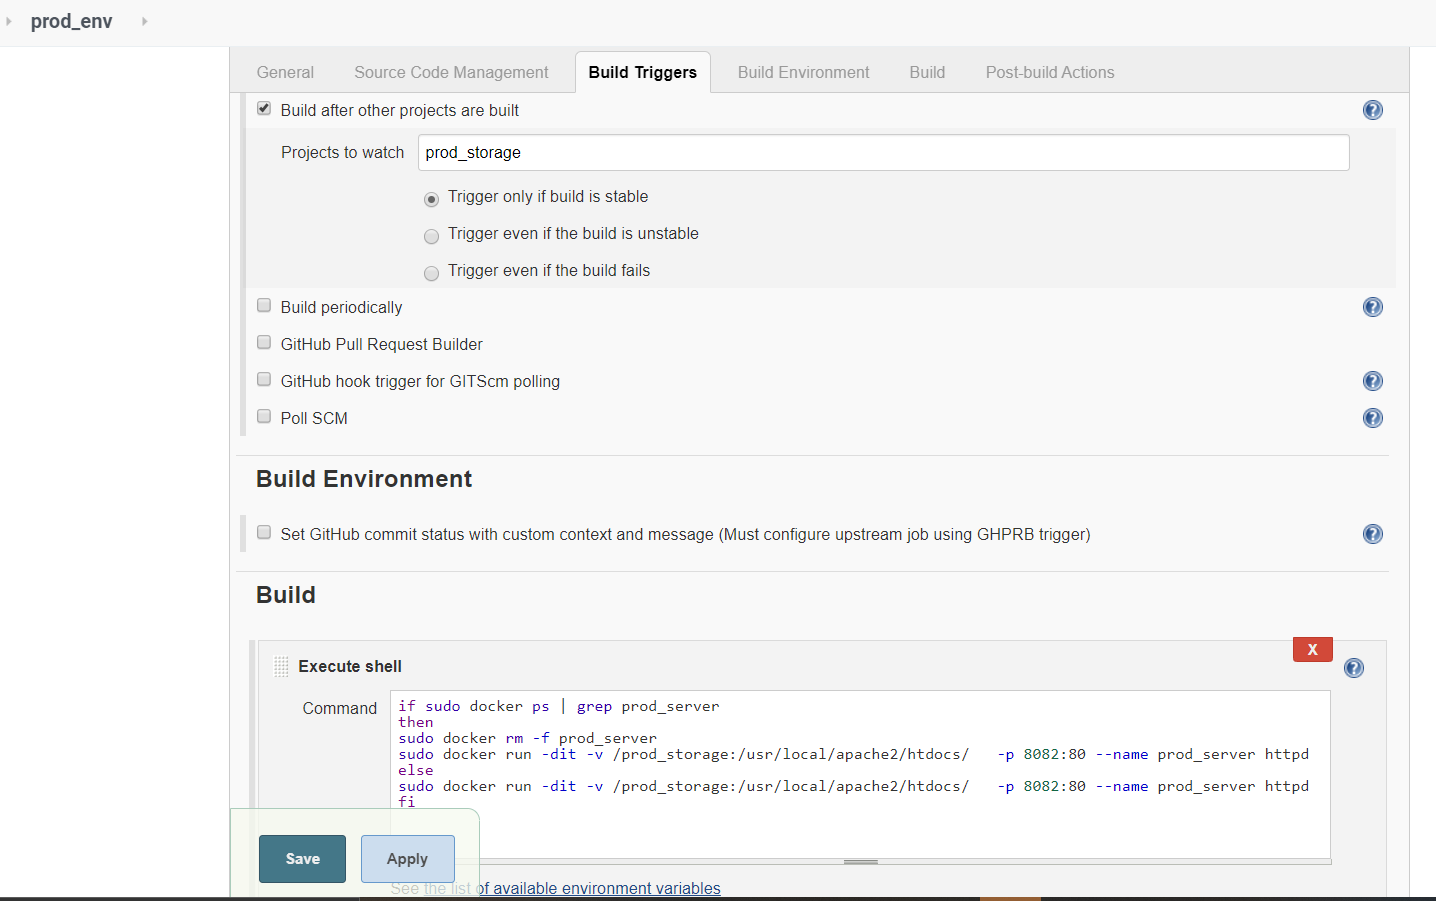 prod_env
General Source Code Management Build Triggers Build Environment Build Post-build Actions
Build after other projects are built
Projects to watch prod_storage
Trigger only if build is stable
Trigger even if the build is unstable
Trigger even if the build fails
Build periodically
GitHub Pull Request Builder
GitHub hook trigger for GITScm polling
Poll SCM
Build Environment
Set GitHub commit status with custom context and message (Must configure upstream job using GHPRB trigger)
Build
X
Execute shell
Command
if sudo docker ps | grep prod_server
then
sudo docker rm -f prod_server
sudo docker run -dit -v /prod_storage:/usr/local/apache2/htdocs/   -p 8082:80 --name prod_server httpd
else
sudo docker run -dit -v /prod_storage:/usr/local/apache2/htdocs/   -p 8082:80 --name prod_server httpd
fi
Save Apply
See the list of available environment variables